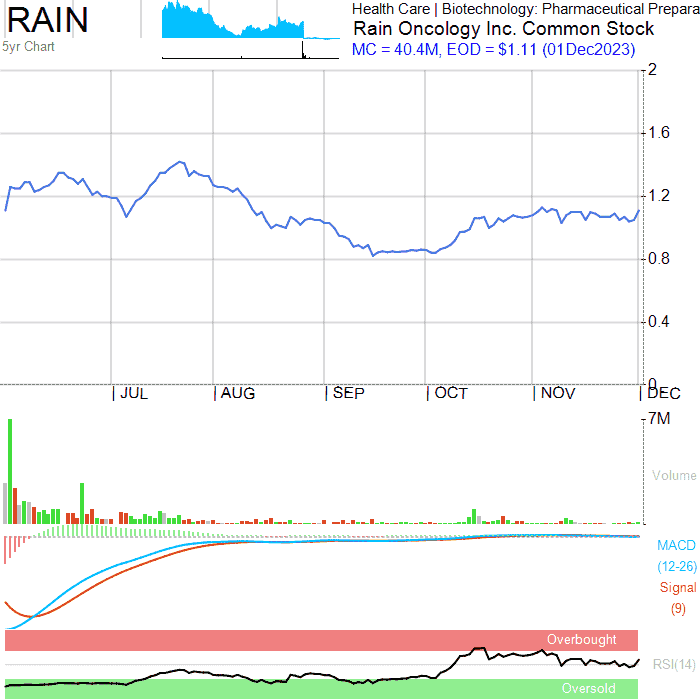 RAIN
5yr Chart
Health Care | Biotechnology: Pharmaceutical Prepara
Rain Oncology Inc. Common Stock
MC = 40.4M, EOD = $1.11 (01Dec2023)
2
1.6
1.2
0.8
0.4
0
| JUL | AUG | SEP | OCT | NOV | DEC
7M
Volume
MACD
(12-26)
Signal
(9)
Overbought
RSI(14)
Oversold